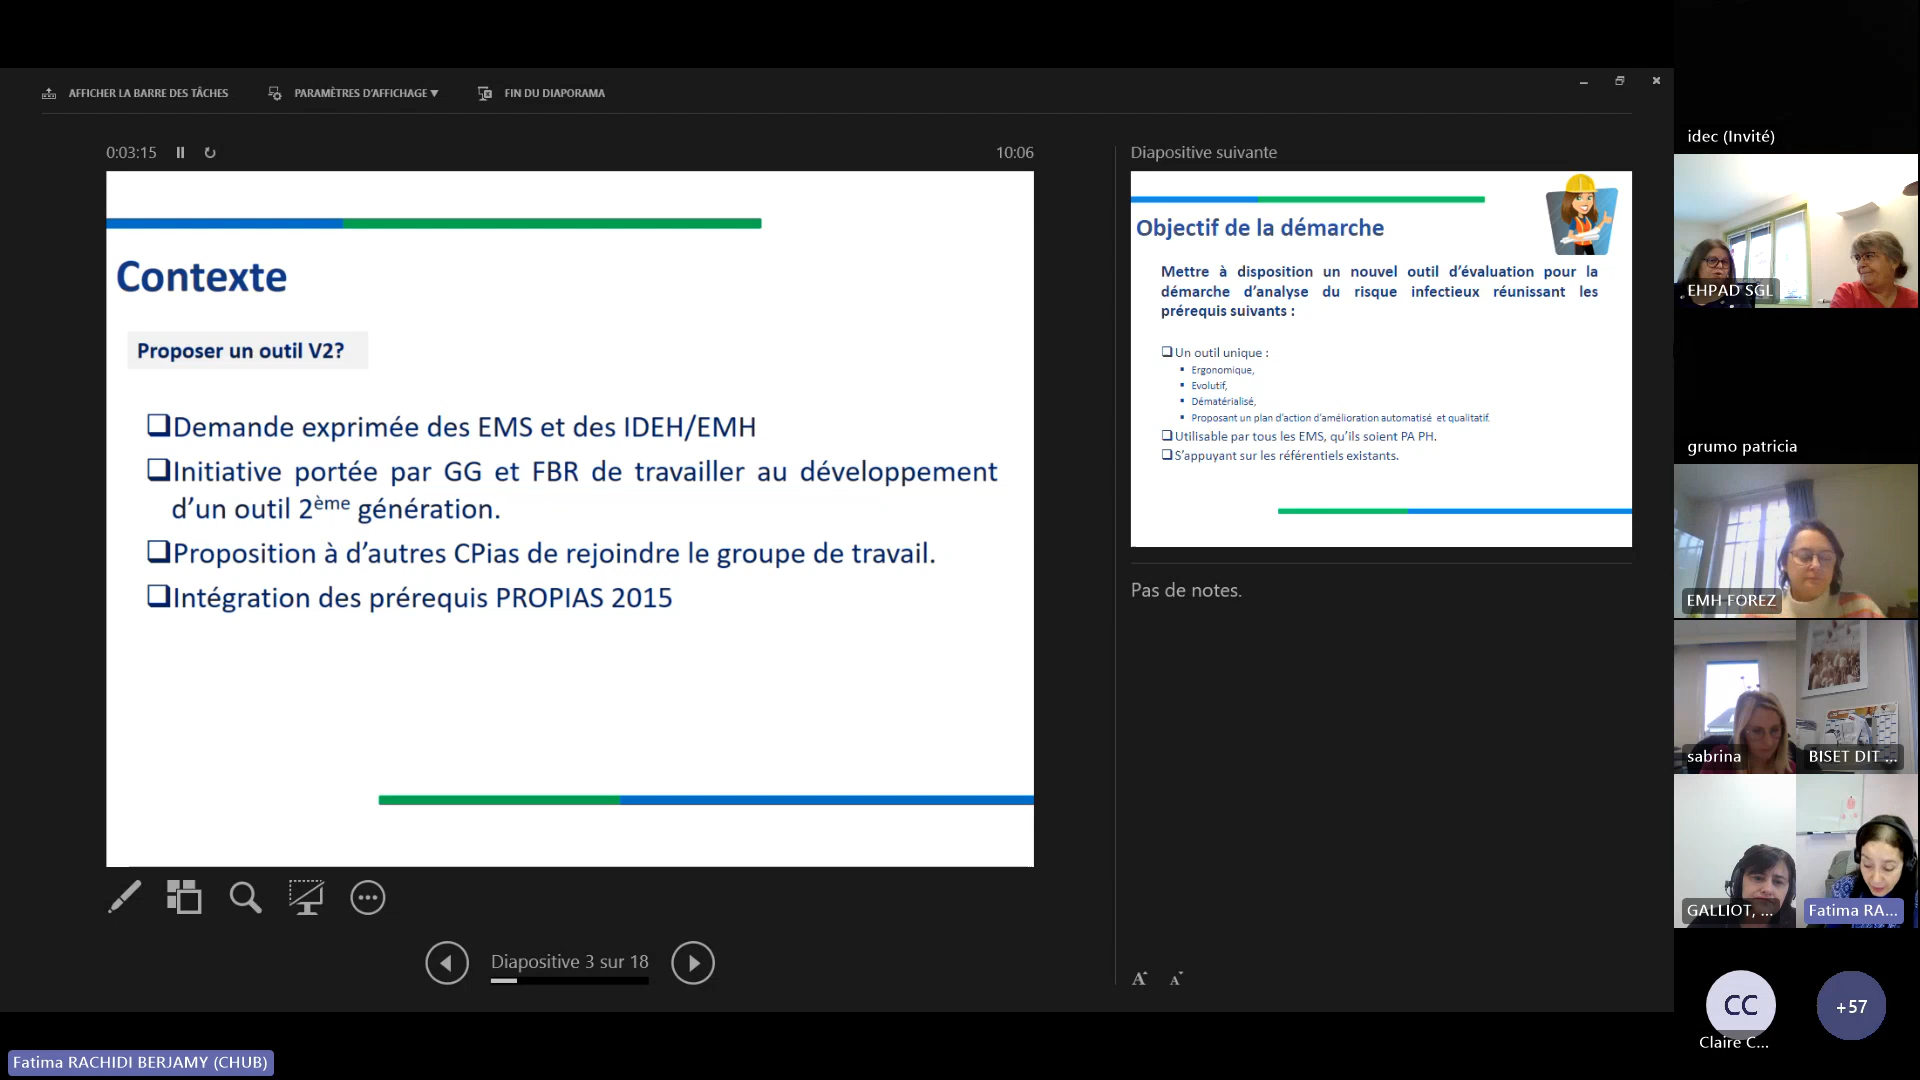 AFFICHER LA BARRE DES TÂCHES
PARAMÈTRES D'AFFICHAGE ▼
FIN DU DIAPORAMA
0:03:15
10:06
Contexte
Proposer un outil V2?
❑Demande exprimée des EMS et des IDEH/EMH
❑Initiative portée par GG et FBR de travailler au développement
d'un outil 2ème génération.
❑Proposition à d'autres CPias de rejoindre le groupe de travail.
❑Intégration des prérequis PROPIAS 2015
Diapositive 3 sur 18
Diapositive suivante
Objectif de la démarche
Mettre à disposition un nouvel outil d'évaluation pour la
démarche d'analyse du risque infectieux réunissant les
prérequis suivants :
❑Un outil unique :
▪ Ergonomique,
▪ Evolutif,
▪ Dématérialisé,
▪ Proposant un plan d'action d'amélioration automatisé et qualitatif.
❑Utilisable par tous les EMS, qu'ils soient PA PH.
❑S'appuyant sur les référentiels existants.
Pas de notes.
A A
idec (Invité)
EHPAD SGL
grumo patricia
EMH FOREZ
sabrina
BISET DIT ...
GALLIOT, ...
Fatima RA...
CC
+57
Claire C...
Fatima RACHIDI BERJAMY (CHUB)